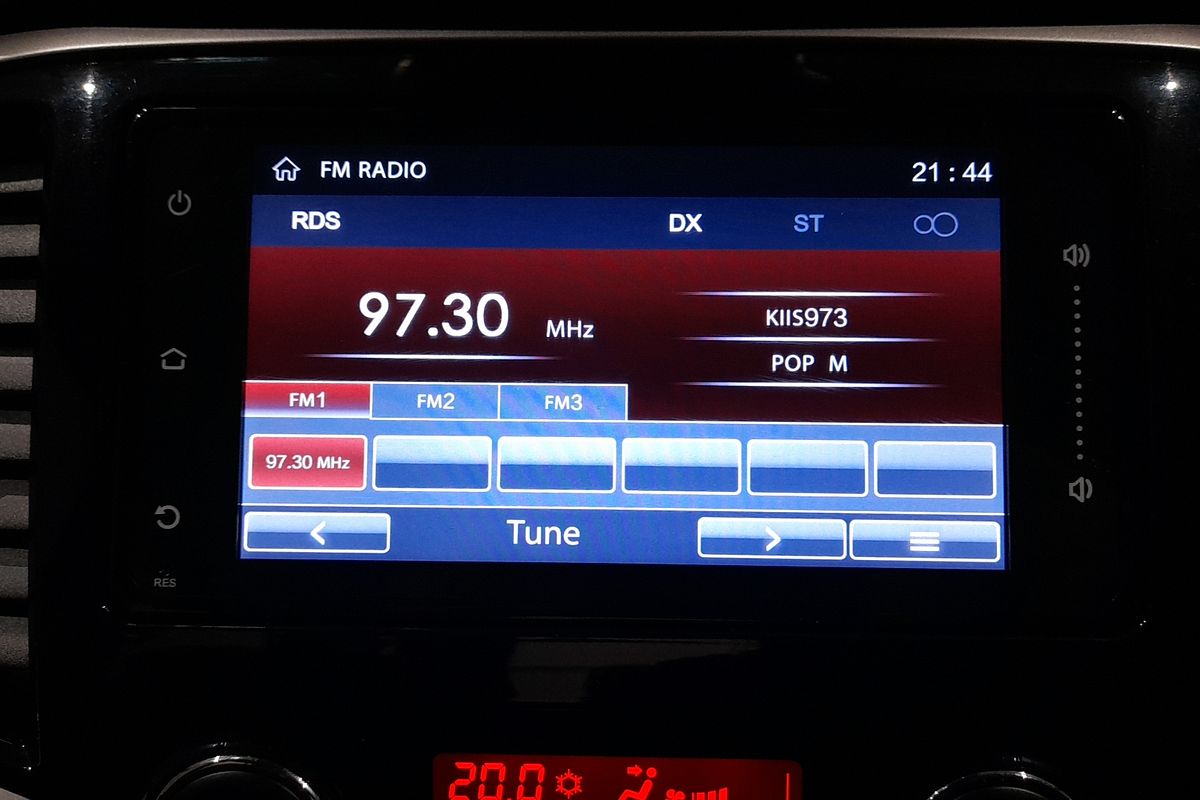 FM RADIO 21 : 44
RDS DX ST
97.30 MHz
KIIS973
POP M
FM1 FM2 FM3
97.30 MHz
< Tune >
RES
20.0